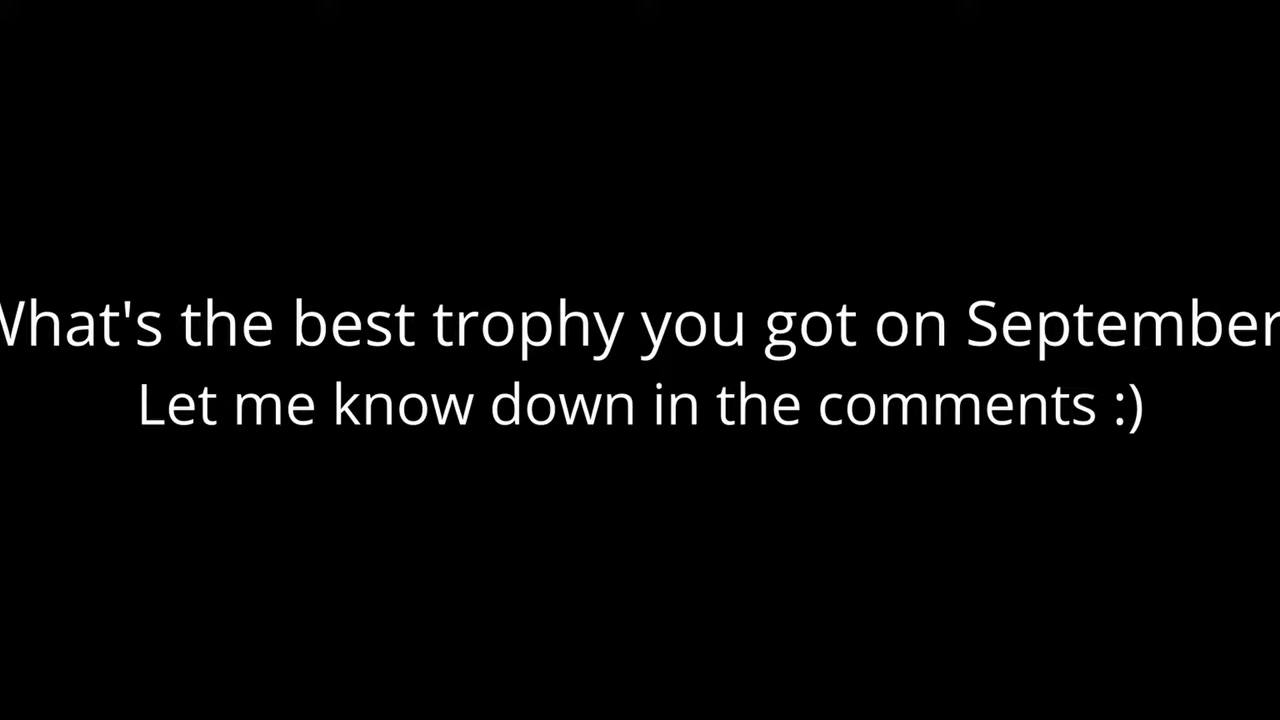 What's the best trophy you got on September
Let me know down in the comments :)